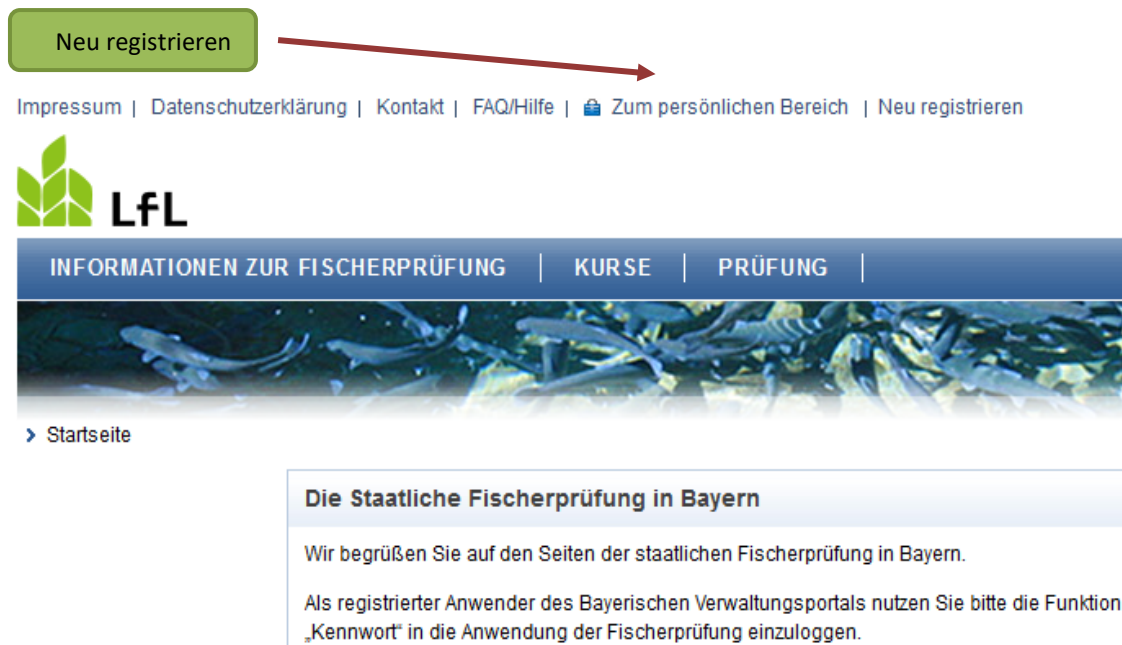 Neu registrieren
Impressum | Datenschutzerklärung | Kontakt | FAQ/Hilfe | Zum persönlichen Bereich | Neu registrieren
LfL
INFORMATIONEN ZUR FISCHERPRÜFUNG | KURSE | PRÜFUNG |
Startseite
Die Staatliche Fischerprüfung in Bayern
Wir begrüßen Sie auf den Seiten der staatlichen Fischerprüfung in Bayern.
Als registrierter Anwender des Bayerischen Verwaltungsportals nutzen Sie bitte die Funktion
„Kennwort“ in die Anwendung der Fischerprüfung einzuloggen.